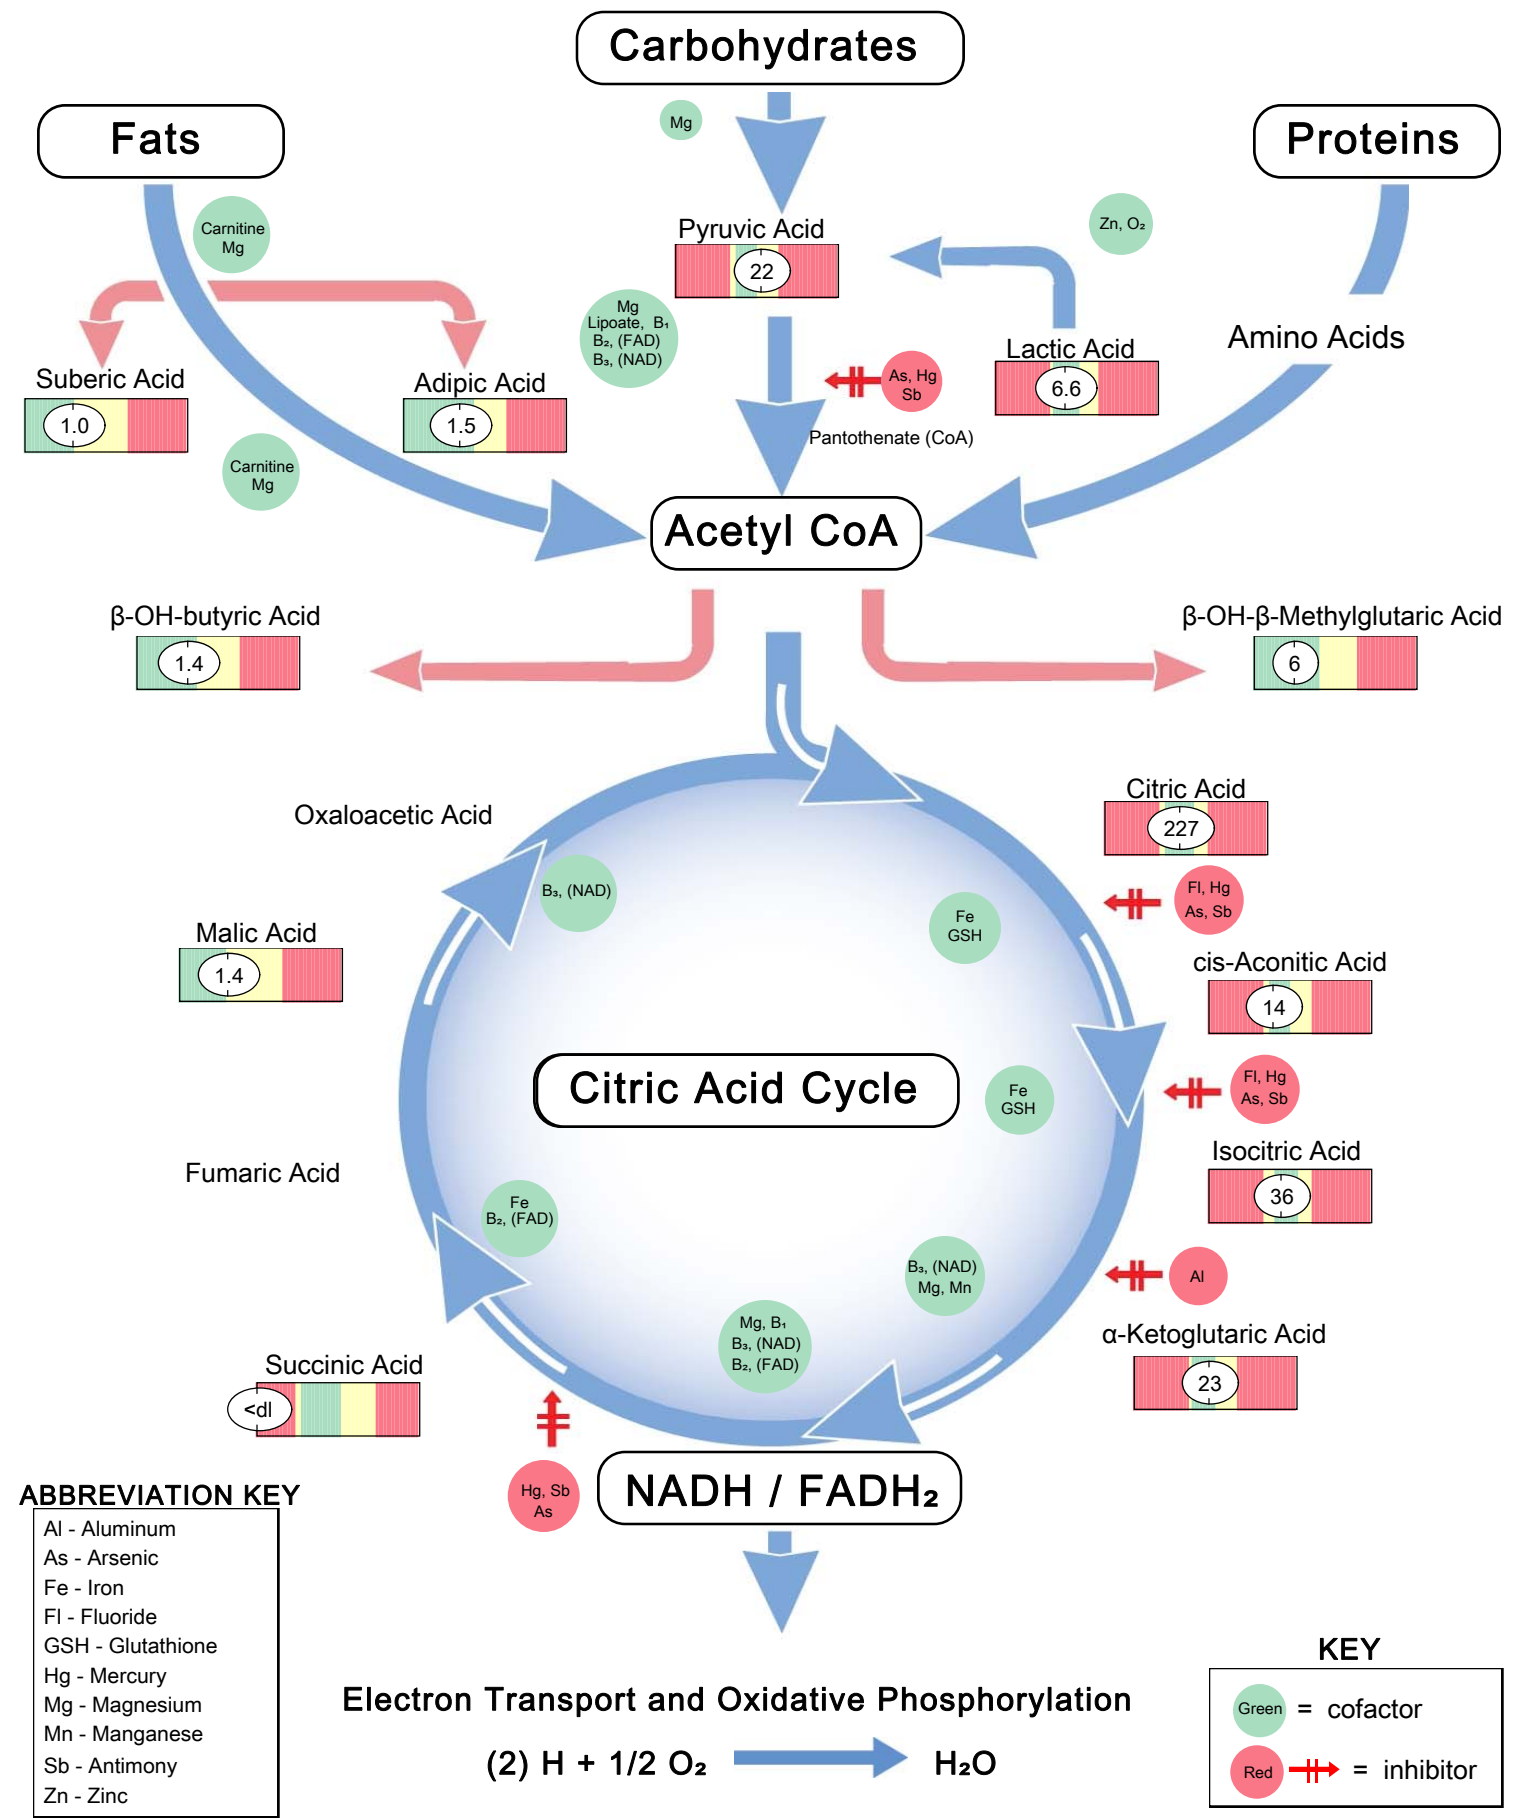 Carbohydrates
Fats
Proteins
Mg
Carnitine
Mg
Zn, O₂
Pyruvic Acid
22
Mg
Lipoate, B₁
B₂, (FAD)
B₃, (NAD)
Lactic Acid
6.6
Amino Acids
As, Hg
Sb
Suberic Acid
1.0
Adipic Acid
1.5
Pantothenate (CoA)
Carnitine
Mg
Acetyl CoA
β-OH-butyric Acid
1.4
β-OH-β-Methylglutaric Acid
6
Citric Acid
227
Oxaloacetic Acid
B₃, (NAD)
Fl, Hg
As, Sb
Fe
GSH
Malic Acid
1.4
cis-Aconitic Acid
14
Citric Acid Cycle
Fe
GSH
Fl, Hg
As, Sb
Isocitric Acid
36
Fumaric Acid
Fe
B₂, (FAD)
B₃, (NAD)
Mg, Mn
Al
Mg, B₁
B₃, (NAD)
B₂, (FAD)
α-Ketoglutaric Acid
23
Succinic Acid
<dl
Hg, Sb
As
NADH / FADH₂
ABBREVIATION KEY
Al - Aluminum
As - Arsenic
Fe - Iron
Fl - Fluoride
GSH - Glutathione
Hg - Mercury
Mg - Magnesium
Mn - Manganese
Sb - Antimony
Zn - Zinc
Electron Transport and Oxidative Phosphorylation
(2) H + 1/2 O₂ H₂O
KEY
Green = cofactor
Red = inhibitor